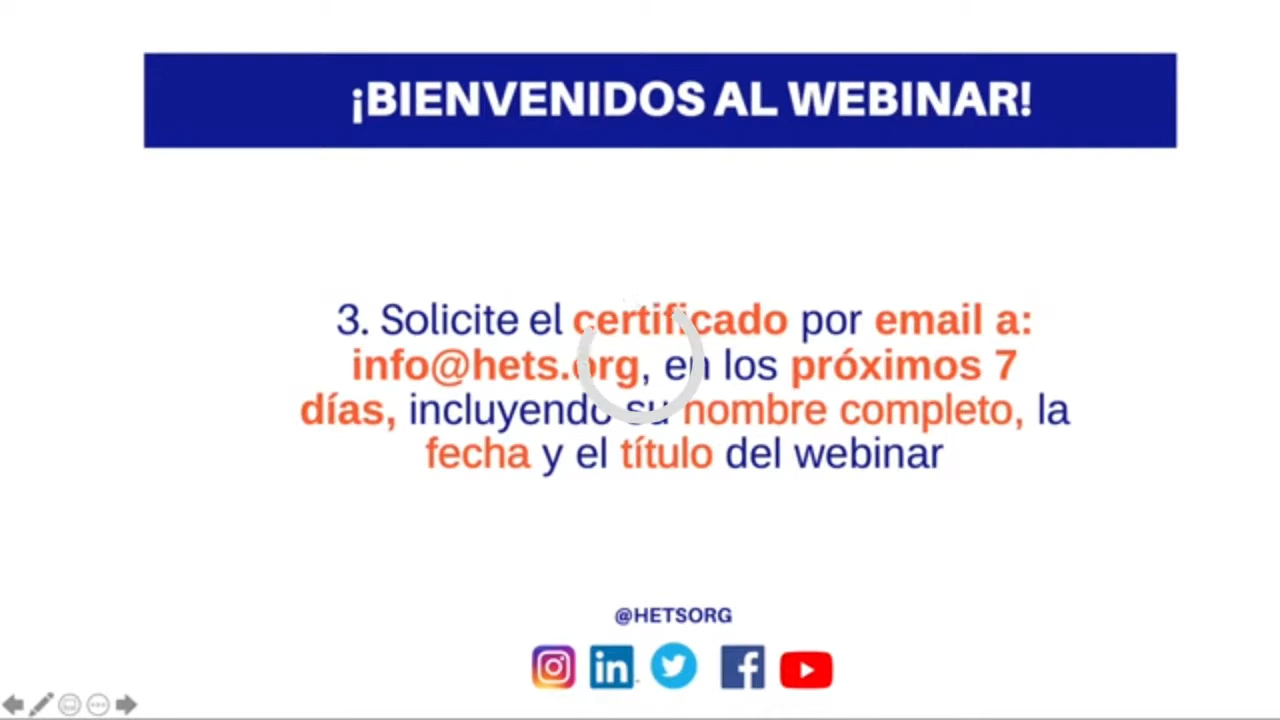 ¡BIENVENIDOS AL WEBINAR!
3. Solicite el certificado por email a:
info@hets.org, en los próximos 7
días, incluyendo su nombre completo, la
fecha y el título del webinar
@HETSORG
in